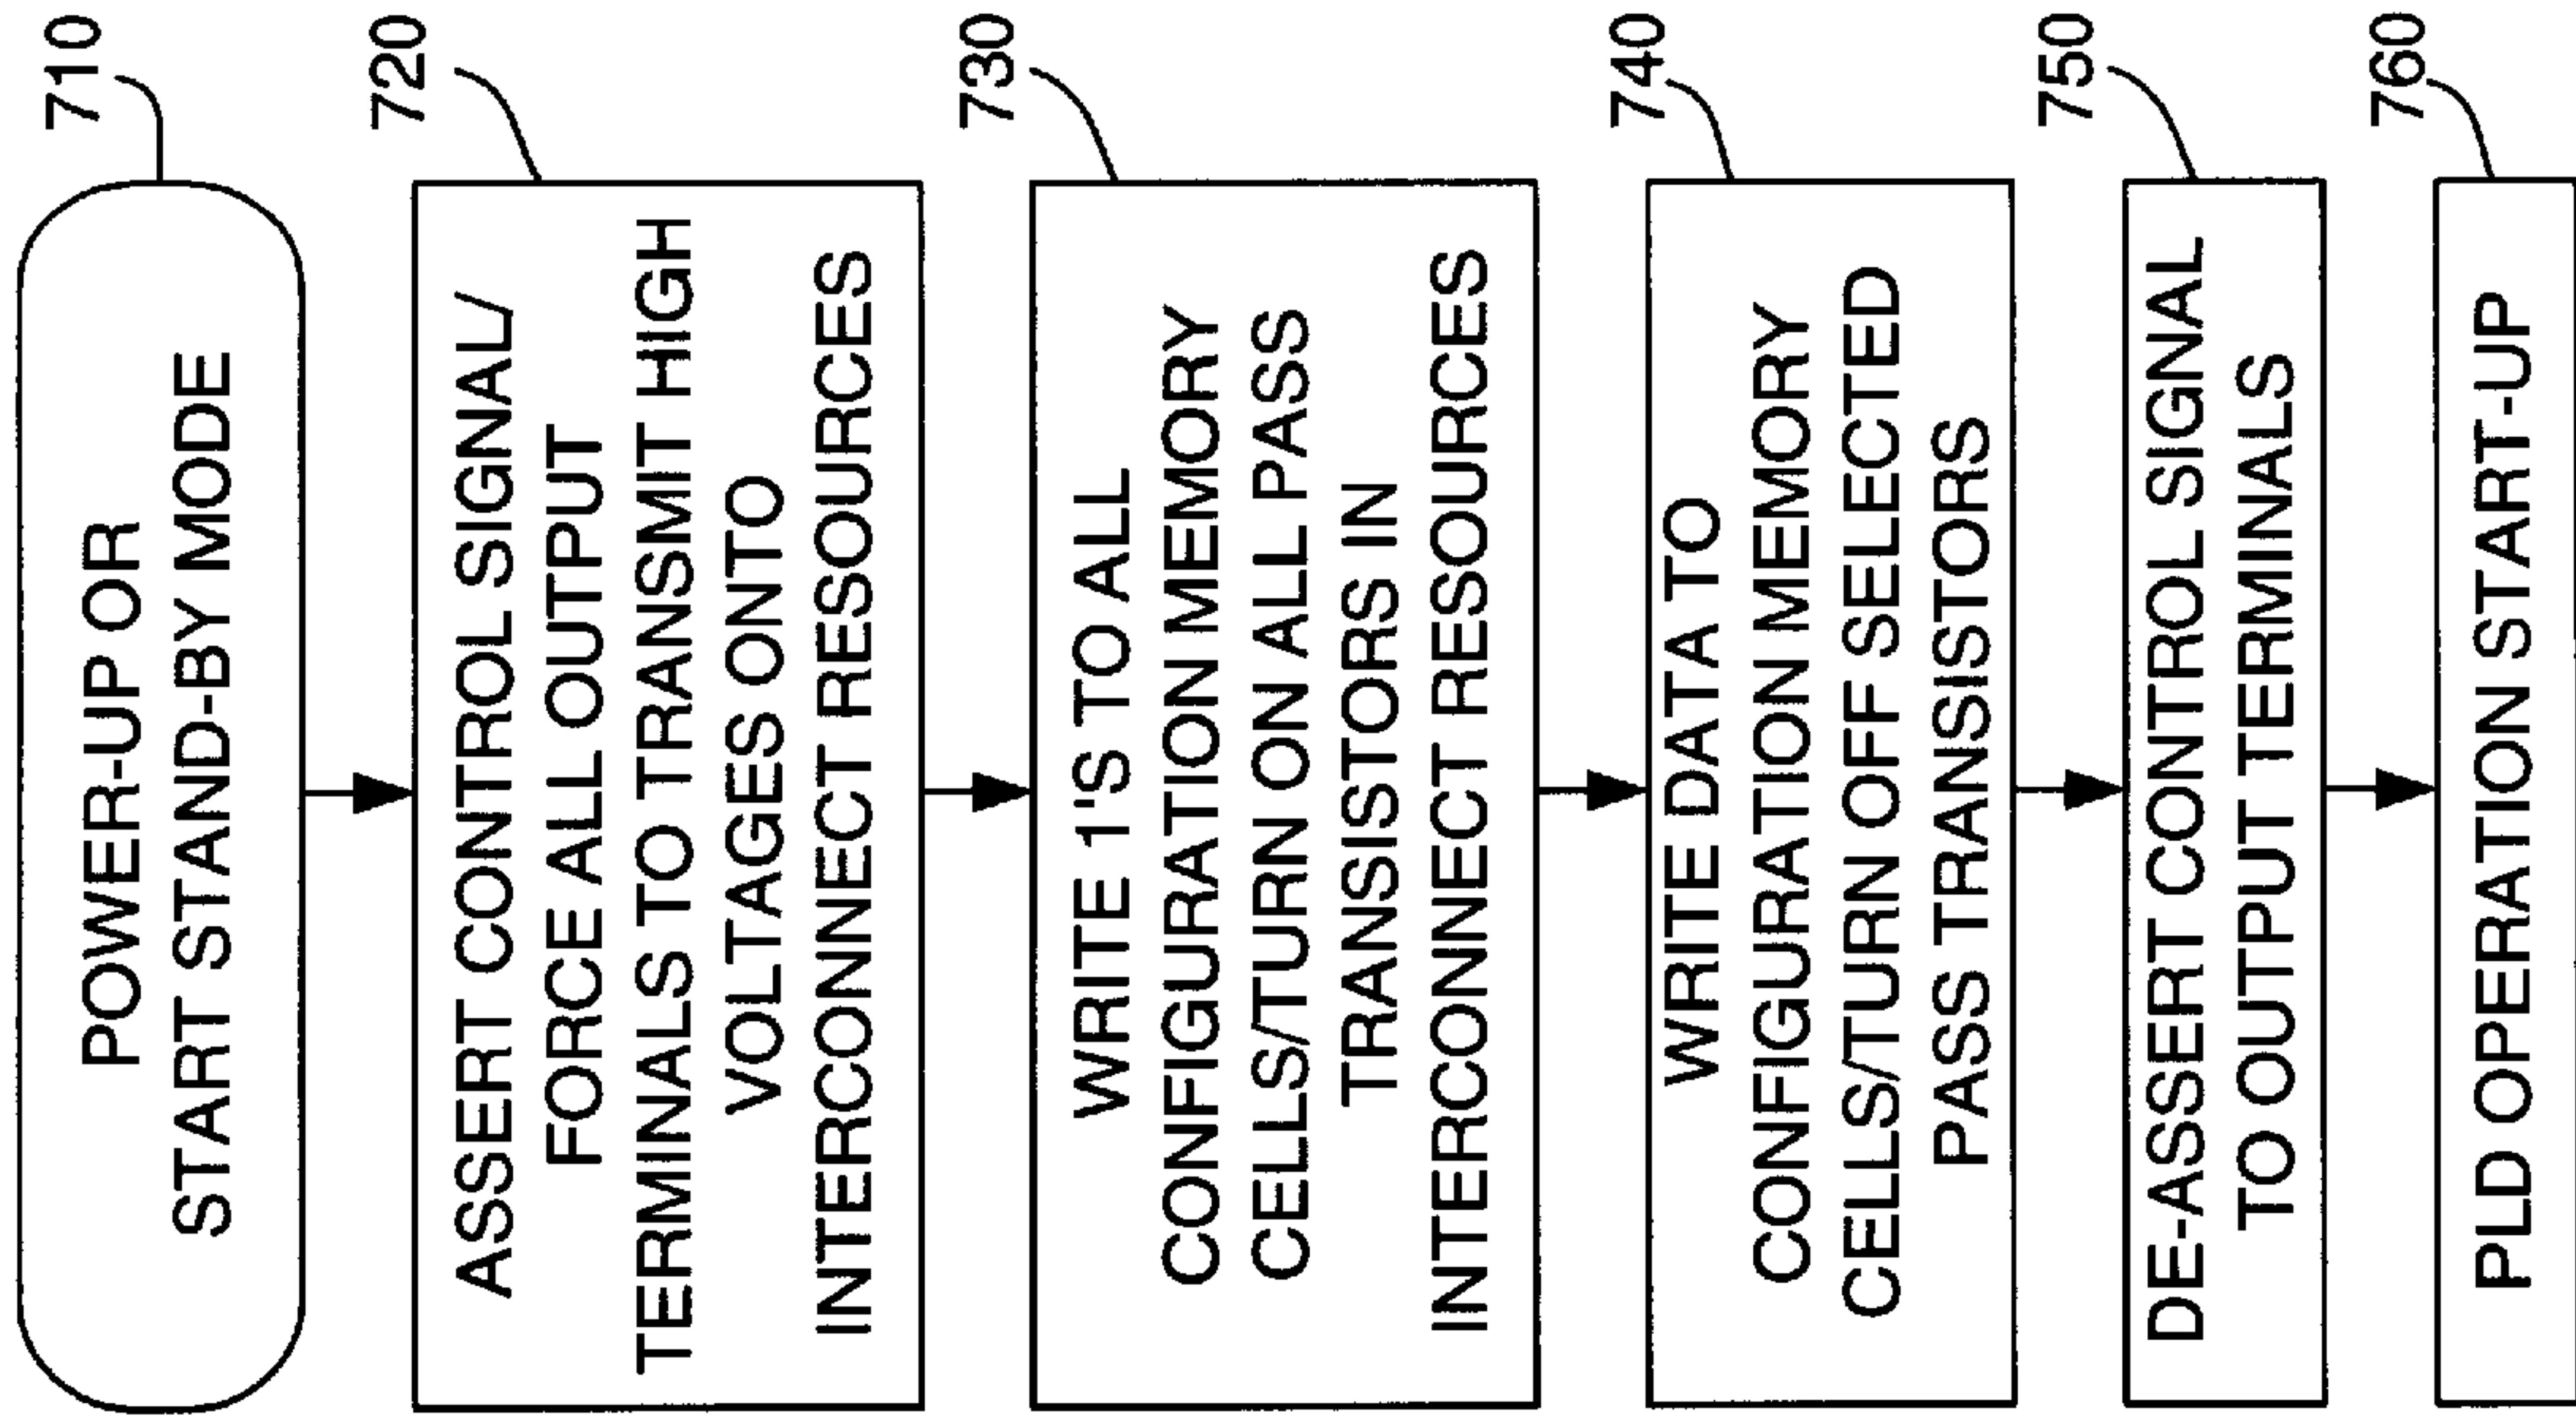 710
POWER-UP OR
START STAND-BY MODE
720
ASSERT CONTROL SIGNAL/
FORCE ALL OUTPUT
TERMINALS TO TRANSMIT HIGH
VOLTAGES ONTO
INTERCONNECT RESOURCES
730
WRITE 1'S TO ALL
CONFIGURATION MEMORY
CELLS/TURN ON ALL PASS
TRANSISTORS IN
INTERCONNECT RESOURCES
740
WRITE DATA TO
CONFIGURATION MEMORY
CELLS/TURN OFF SELECTED
PASS TRANSISTORS
750
DE-ASSERT CONTROL SIGNAL
TO OUTPUT TERMINALS
760
PLD OPERATION START-UP